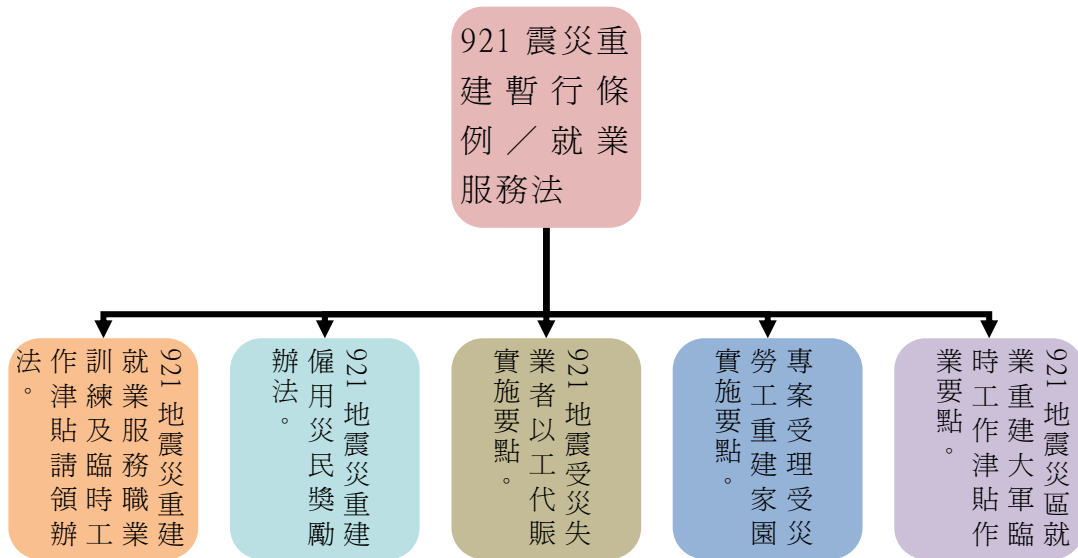 921 震災重
建暫行條
例／就業
服務法
921 地震災重建
就業服務職業
訓練及臨時工
作津貼請領辦
法。
921 地震災重建
僱用災民獎勵
辦法。
921 地震受災失
業者以工代賑
實施要點。
專案受理受災
勞工重建家園
實施要點。
921 地震災區就
業重建大軍臨
時工作津貼作
業要點。